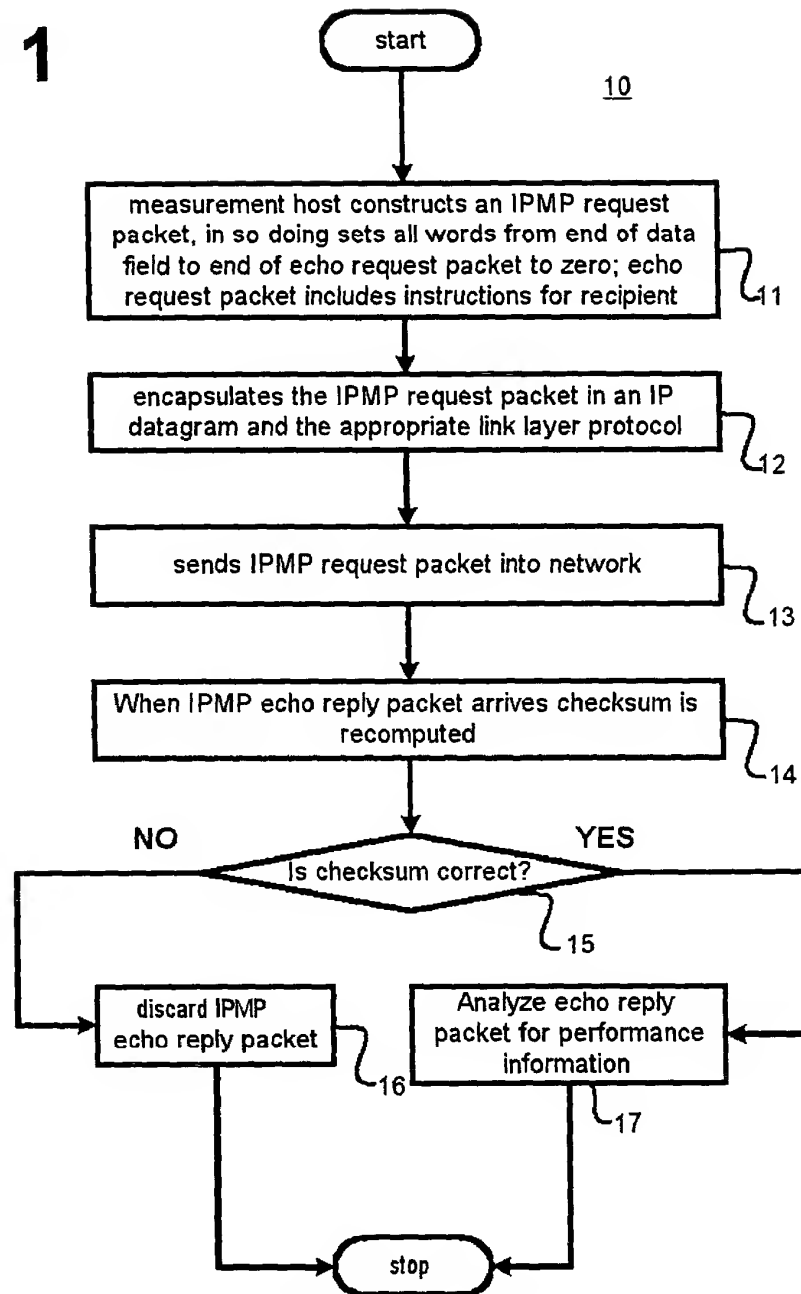 1
start
10
measurement host constructs an IPMP request
packet, in so doing sets all words from end of data
field to end of echo request packet to zero; echo
request packet includes instructions for recipient
11
encapsulates the IPMP request packet in an IP
datagram and the appropriate link layer protocol
12
sends IPMP request packet into network
13
When IPMP echo reply packet arrives checksum is
recomputed
14
NO
YES
Is checksum correct?
15
discard IPMP
echo reply packet
16
Analyze echo reply
packet for performance
information
17
stop